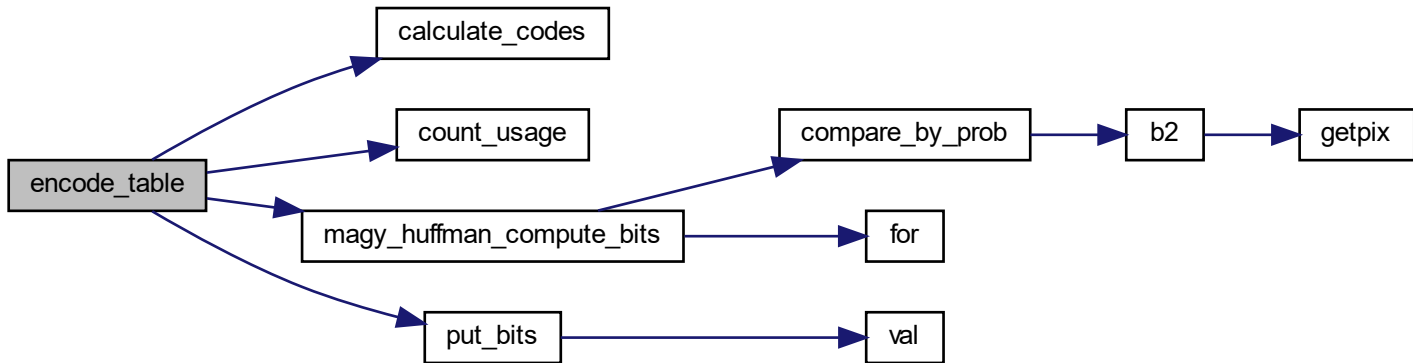 calculate_codes
count_usage
compare_by_prob
b2
getpix
encode_table
magy_huffman_compute_bits
for
put_bits
val